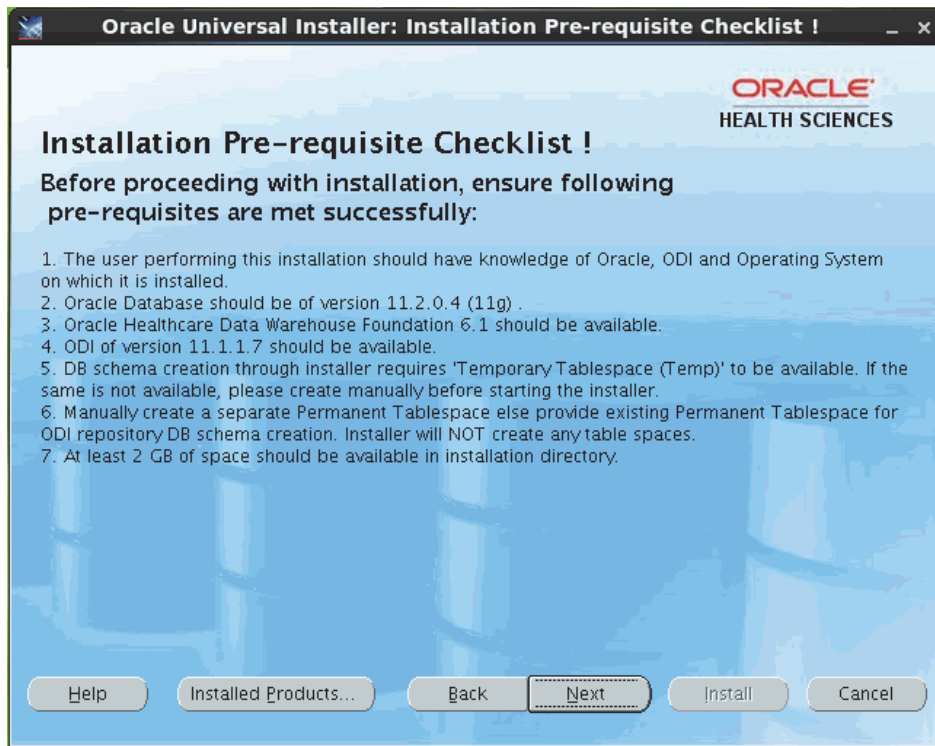 Oracle Universal Installer: Installation Pre-requisite Checklist !
ORACLE
HEALTH SCIENCES
Installation Pre-requisite Checklist !
Before proceeding with installation, ensure following
pre-requisites are met successfully:
1. The user performing this installation should have knowledge of Oracle, ODI and Operating System
on which it is installed.
2. Oracle Database should be of version 11.2.0.4 (11g) .
3. Oracle Healthcare Data Warehouse Foundation 6.1 should be available.
4. ODI of version 11.1.1.7 should be available.
5. DB schema creation through installer requires 'Temporary Tablespace (Temp)' to be available. If the
same is not available, please create manually before starting the installer.
6. Manually create a separate Permanent Tablespace else provide existing Permanent Tablespace for
ODI repository DB schema creation. Installer will NOT create any table spaces.
7. At least 2 GB of space should be available in installation directory.
Help Installed Products... Back Next Install Cancel